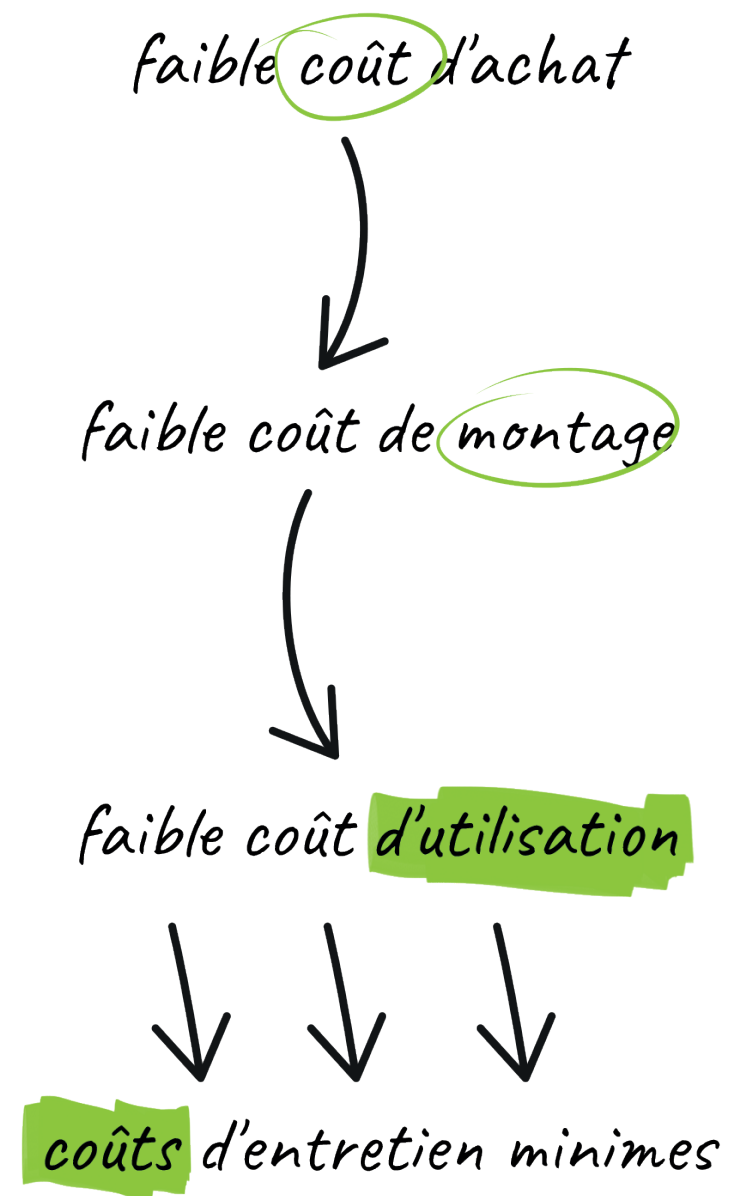 faible coût d'achat
faible coût de montage
faible coût d'utilisation
coûts d'entretien minimes